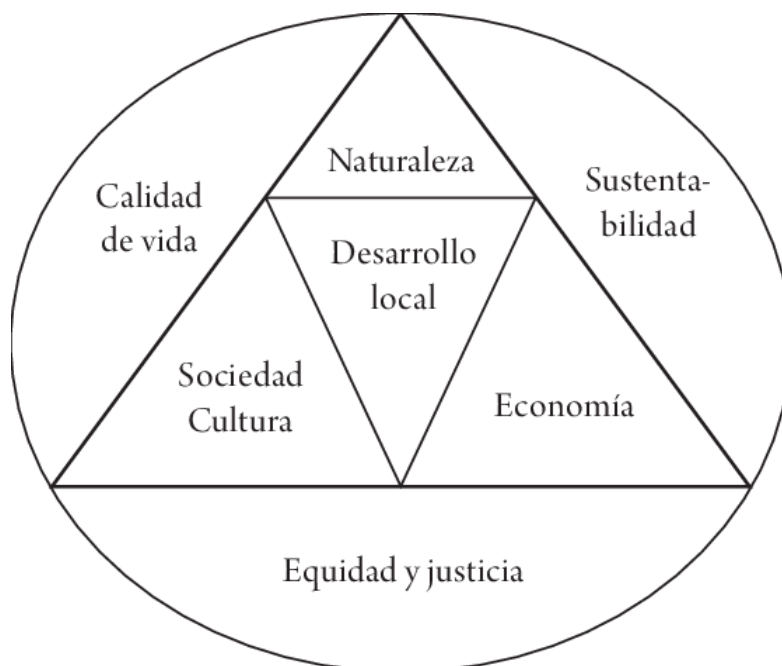 Naturaleza
Calidad
de vida
Sustenta-
bilidad
Desarrollo
local
Sociedad
Cultura
Economía
Equidad y justicia